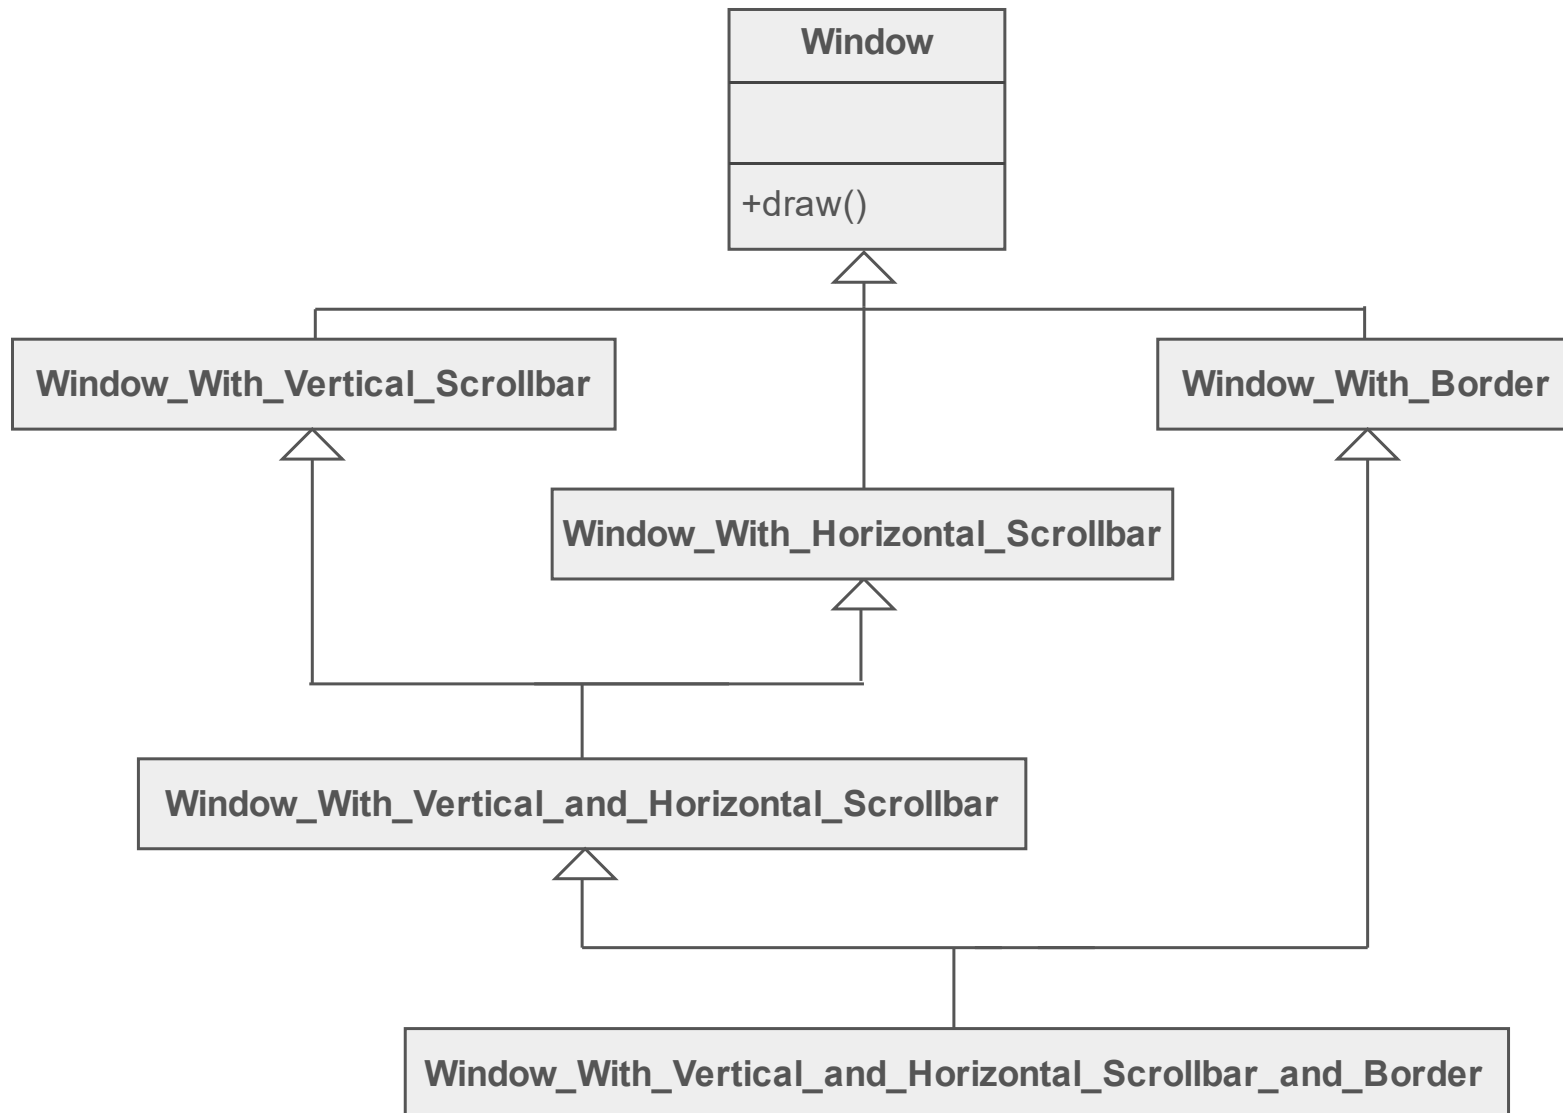 Window
+draw()
Window_With_Vertical_Scrollbar
Window_With_Border
Window_With_Horizontal_Scrollbar
Window_With_Vertical_and_Horizontal_Scrollbar
Window_With_Vertical_and_Horizontal_Scrollbar_and_Border